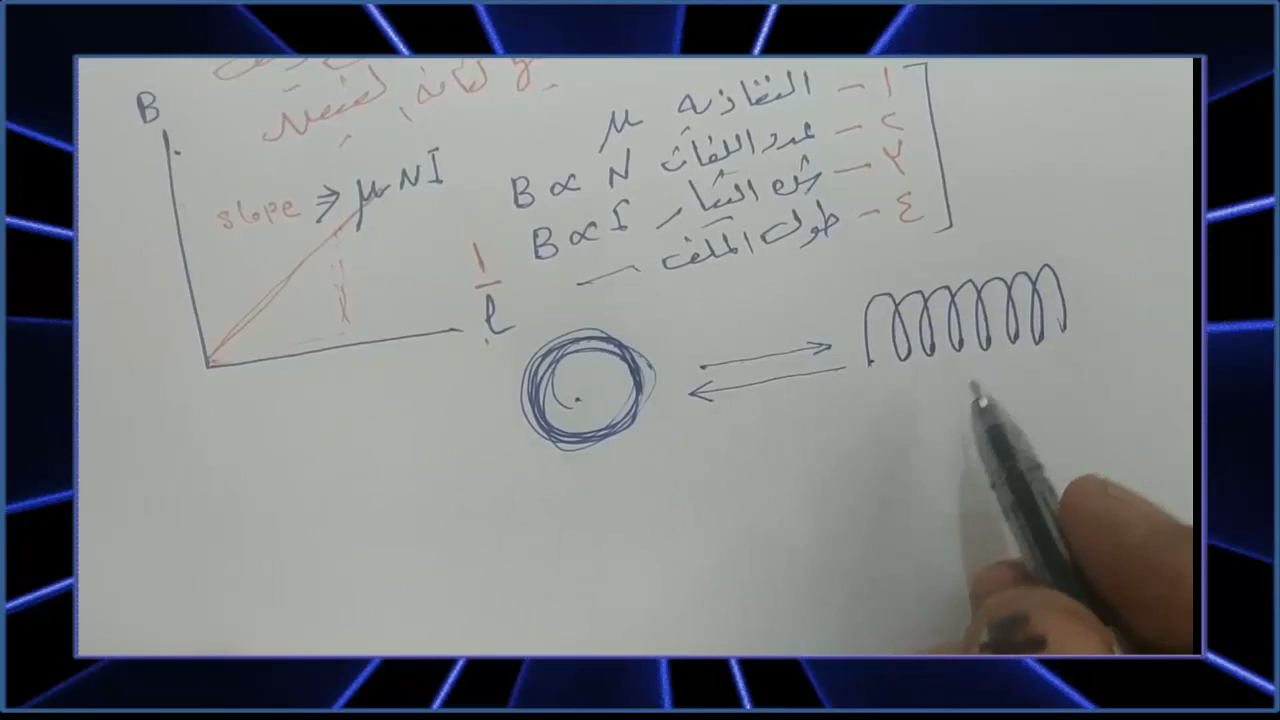 B
slope ⇒ μNI
1/ℓ
١ - النفاذيه μ
٢ - عدد اللفات B ∝ N
٣ - شدة التيار B ∝ I
٤ - طول الملف